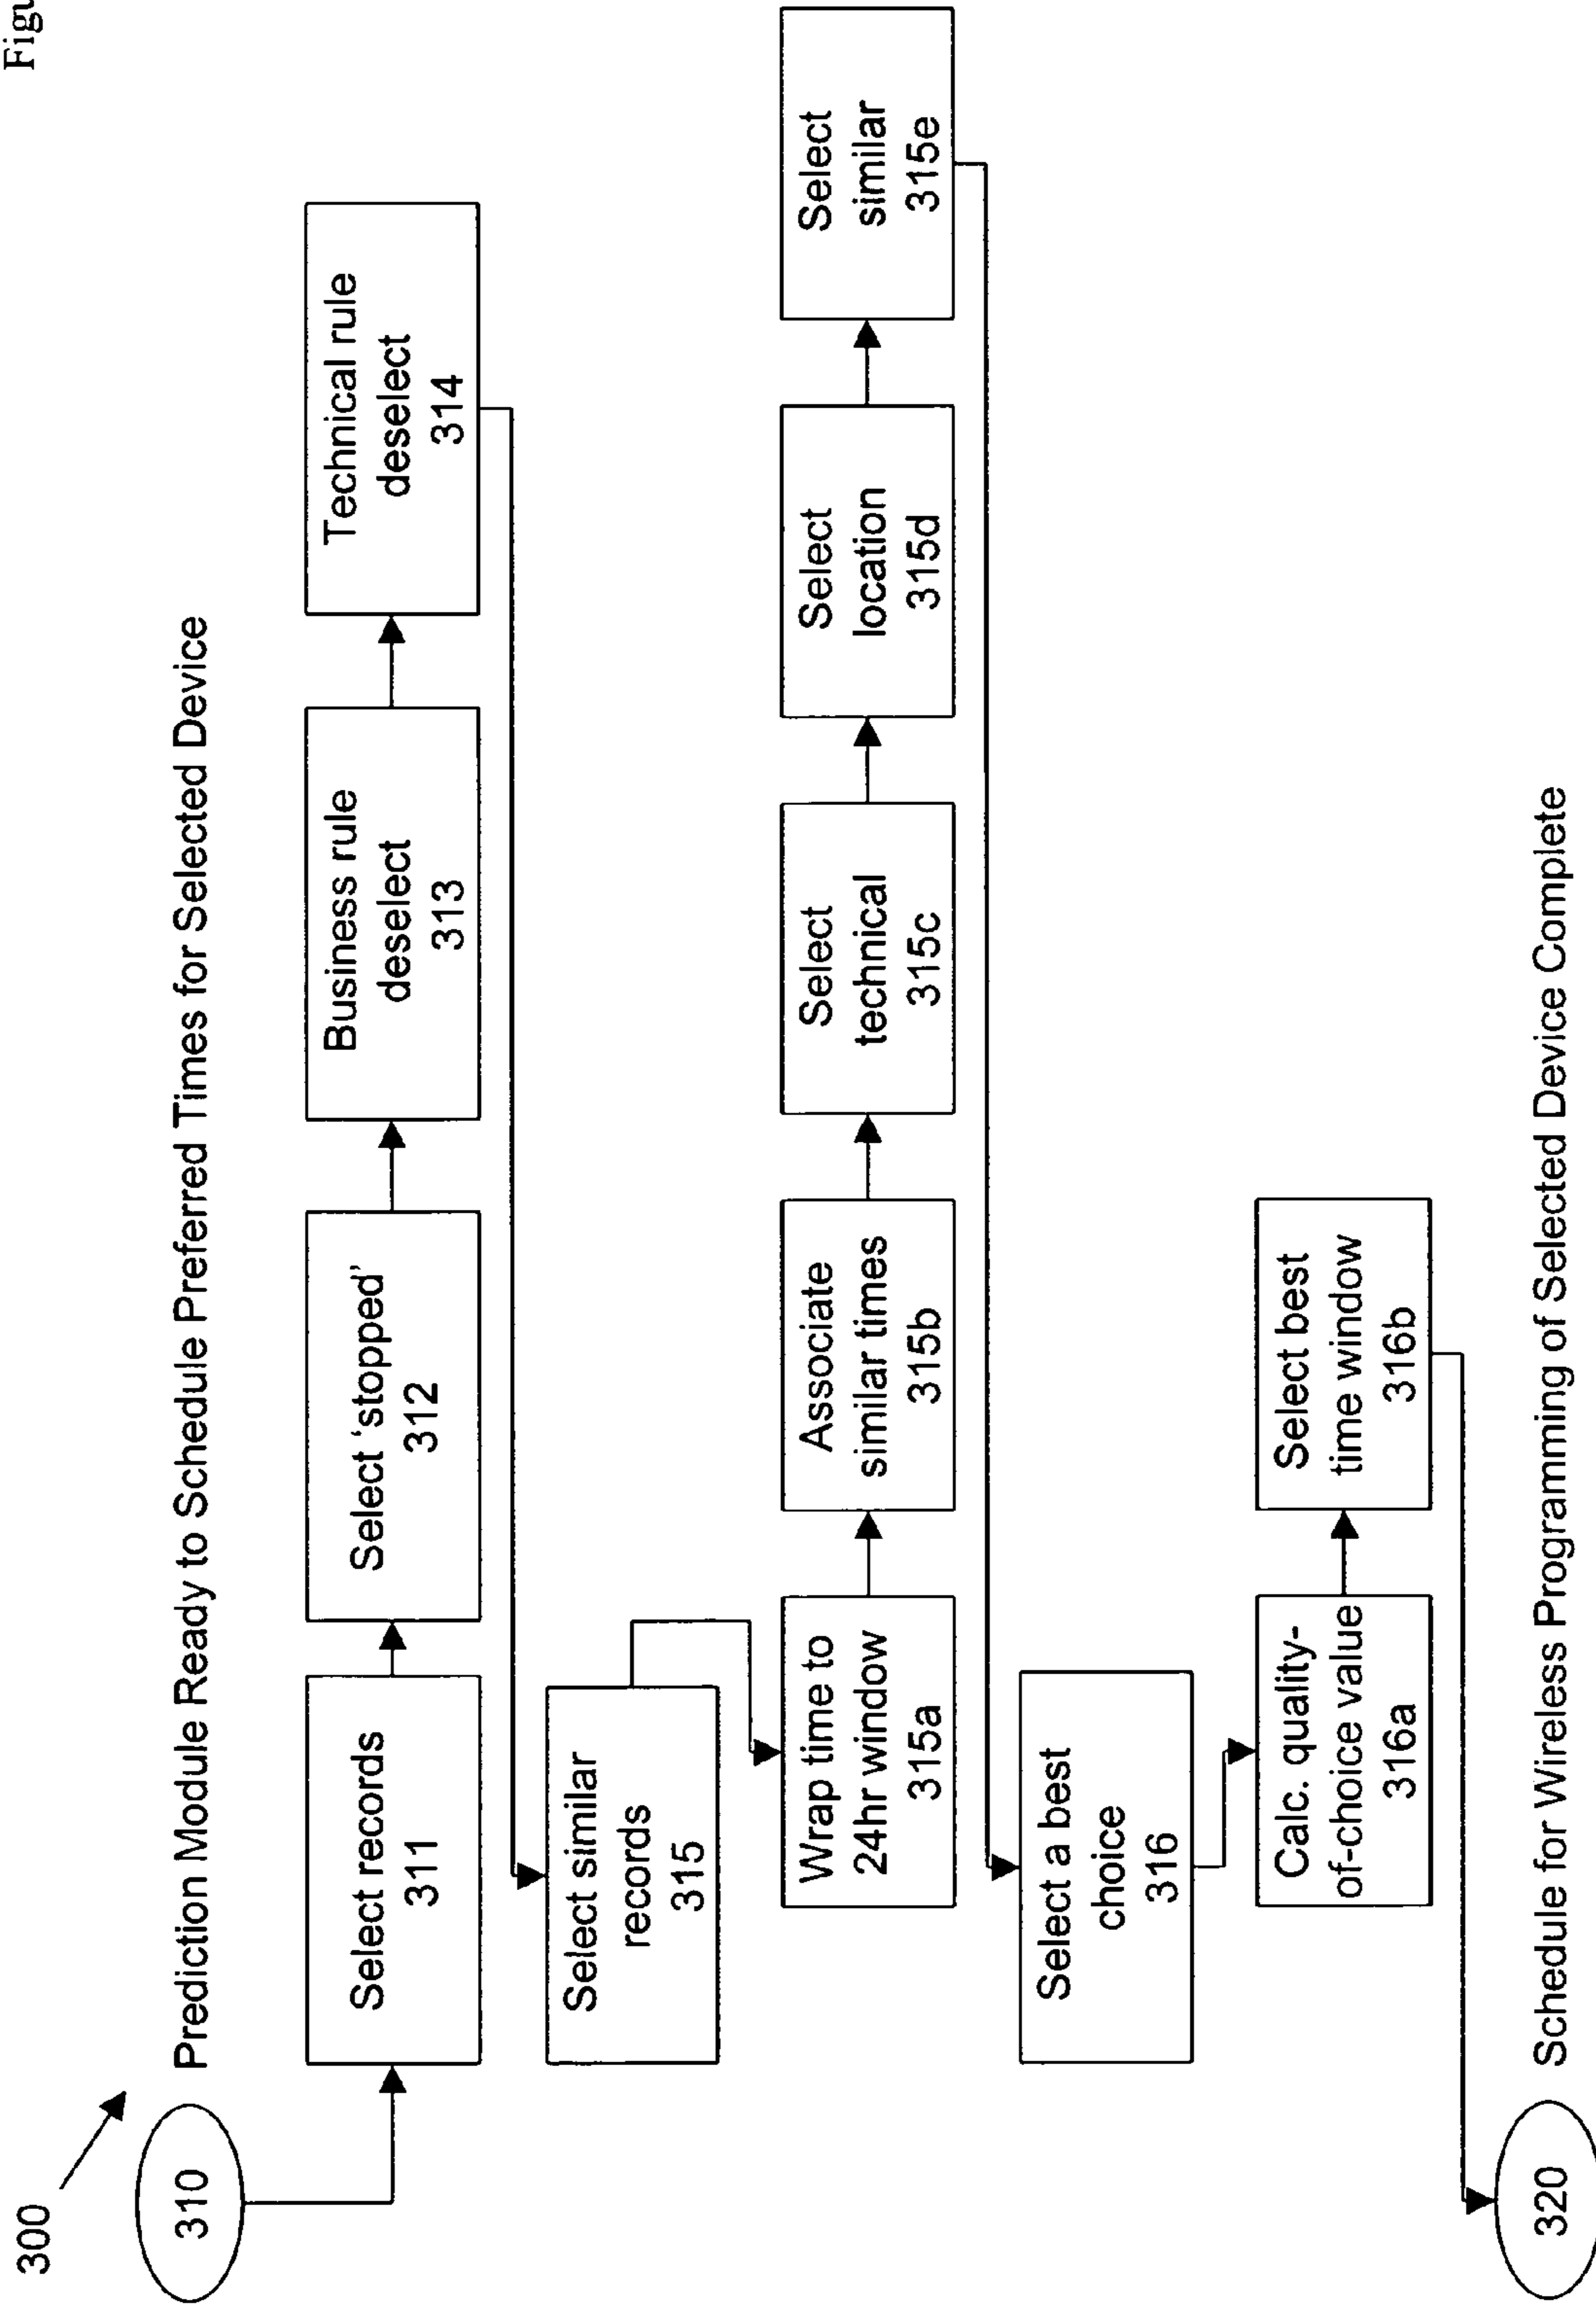 Figu
300
310
Prediction Module Ready to Schedule Preferred Times for Selected Device
Select records
311
Select ‘stopped’
312
Business rule
deselect
313
Technical rule
deselect
314
Select similar
records
315
Wrap time to
24hr window
315a
Associate
similar times
315b
Select
technical
315c
Select
location
315d
Select
similar
315e
Select a best
choice
316
Calc. quality-
of-choice value
316a
Select best
time window
316b
320
Schedule for Wireless Programming of Selected Device Complete